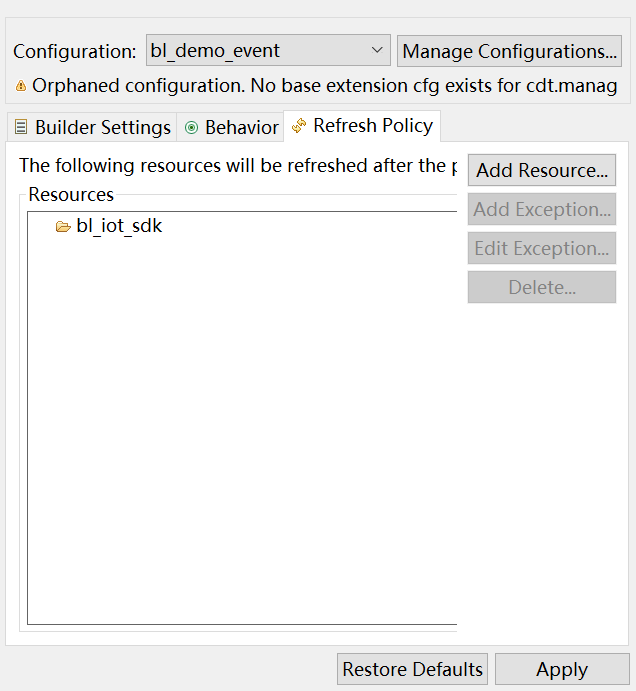 Configuration: bl_demo_event Manage Configurations...
Orphaned configuration. No base extension cfg exists for cdt.manag
Builder Settings Behavior Refresh Policy
The following resources will be refreshed after the p Add Resource...
Resources
Add Exception...
bl_iot_sdk
Edit Exception...
Delete...
Restore Defaults Apply